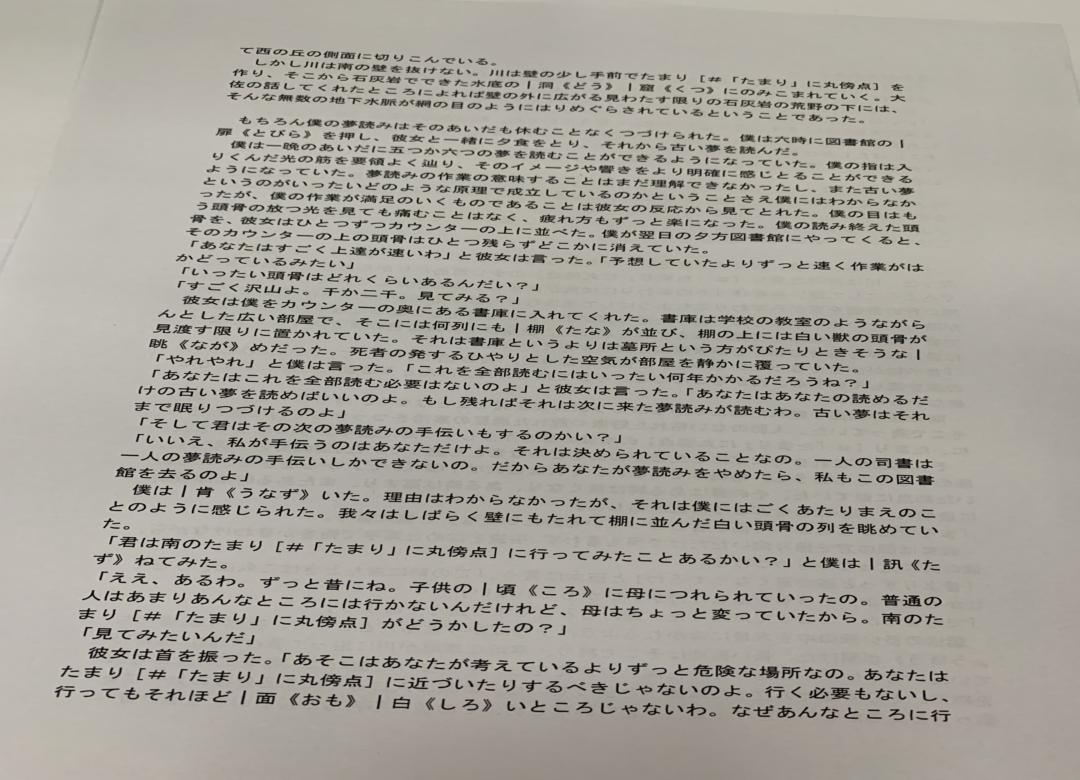 て西の丘の側面に切りこんでいる。
しかし川は南の壁を抜けない。川は壁の少し手前でたまり［＃「たまり」に丸傍点］を
作り、そこから石灰岩でできた水底の｜洞《どう》｜窟《くつ》にのみこまれていく。大
佐の話してくれたところによれば壁の外に広がる見わたす限りの石灰岩の荒野の下には、
そんな無数の地下水脈が網の目のようにはりめぐらされているということであった。
もちろん僕の夢読みはそのあいだも休むことなくつづけられた。僕は六時に図書館の｜
扉《とびら》を押し、彼女と一緒に夕食をとり、それから古い夢を読んだ。
僕は一晩のあいだに五つか六つの夢を読むことができるようになっていた。僕の指は入
りくんだ光の筋を要領よく辿り、そのイメージや響きをより明確に感じとることができる
ようになっていた。夢読みの作業の意味することはまだ理解できなかったし、また古い夢
というのがいったいどのような原理で成立しているのかということさえ僕にはわからなか
ったが、僕の作業が満足のいくものであることは彼女の反応から見てとれた。僕の目はも
う頭骨の放つ光を見ても痛むことはなく、疲れ方もずっと楽になった。僕の読み終えた頭
骨を、彼女はひとつずつカウンターの上に並べた。僕が翌日の夕方図書館にやってくると、
そのカウンターの上の頭骨はひとつ残らずどこかに消えていた。
「あなたはすごく上達が速いわ」と彼女は言った。「予想していたよりずっと速く作業がは
かどっているみたい」
「いったい頭骨はどれくらいあるんだい？」
「すごく沢山よ。千か二千。見てみる？」
彼女は僕をカウンターの奥にある書庫に入れてくれた。書庫は学校の教室のようながら
んとした広い部屋で、そこには何列にも｜棚《たな》が並び、棚の上には白い獣の頭骨が
見渡す限りに置かれていた。それは書庫というよりは墓所という方がぴたりときそうな｜
眺《なが》めだった。死者の発するひやりとした空気が部屋を静かに覆っていた。
「やれやれ」と僕は言った。「これを全部読むにはいったい何年かかるだろうね？」
「あなたはこれを全部読む必要はないのよ」と彼女は言った。「あなたはあなたの読めるだ
けの古い夢を読めばいいのよ。もし残ればそれは次に来た夢読みが読むわ。古い夢はそれ
まで眠りつづけるのよ」
「そして君はその次の夢読みの手伝いもするのかい？」
「いいえ、私が手伝うのはあなただけよ。それは決められていることなの。一人の司書は
一人の夢読みの手伝いしかできないの。だからあなたが夢読みをやめたら、私もこの図書
館を去るのよ」
僕は｜肯《うなず》いた。理由はわからなかったが、それは僕にはごくあたりまえのこ
とのように感じられた。我々はしばらく壁にもたれて棚に並んだ白い頭骨の列を眺めてい
た。
「君は南のたまり［＃「たまり」に丸傍点］に行ってみたことあるかい？」と僕は｜訊《た
ず》ねてみた。
「ええ、あるわ。ずっと昔にね。子供の｜頃《ころ》に母につれられていったの。普通の
人はあまりあんなところには行かないんだけれど、母はちょっと変っていたから。南のた
まり［＃「たまり」に丸傍点］がどうかしたの？」
「見てみたいんだ」
彼女は首を振った。「あそこはあなたが考えているよりずっと危険な場所なの。あなたは
たまり［＃「たまり」に丸傍点］に近づいたりするべきじゃないのよ。行く必要もないし、
行ってもそれほど｜面《おも》｜白《しろ》いところじゃないわ。なぜあんなところに行